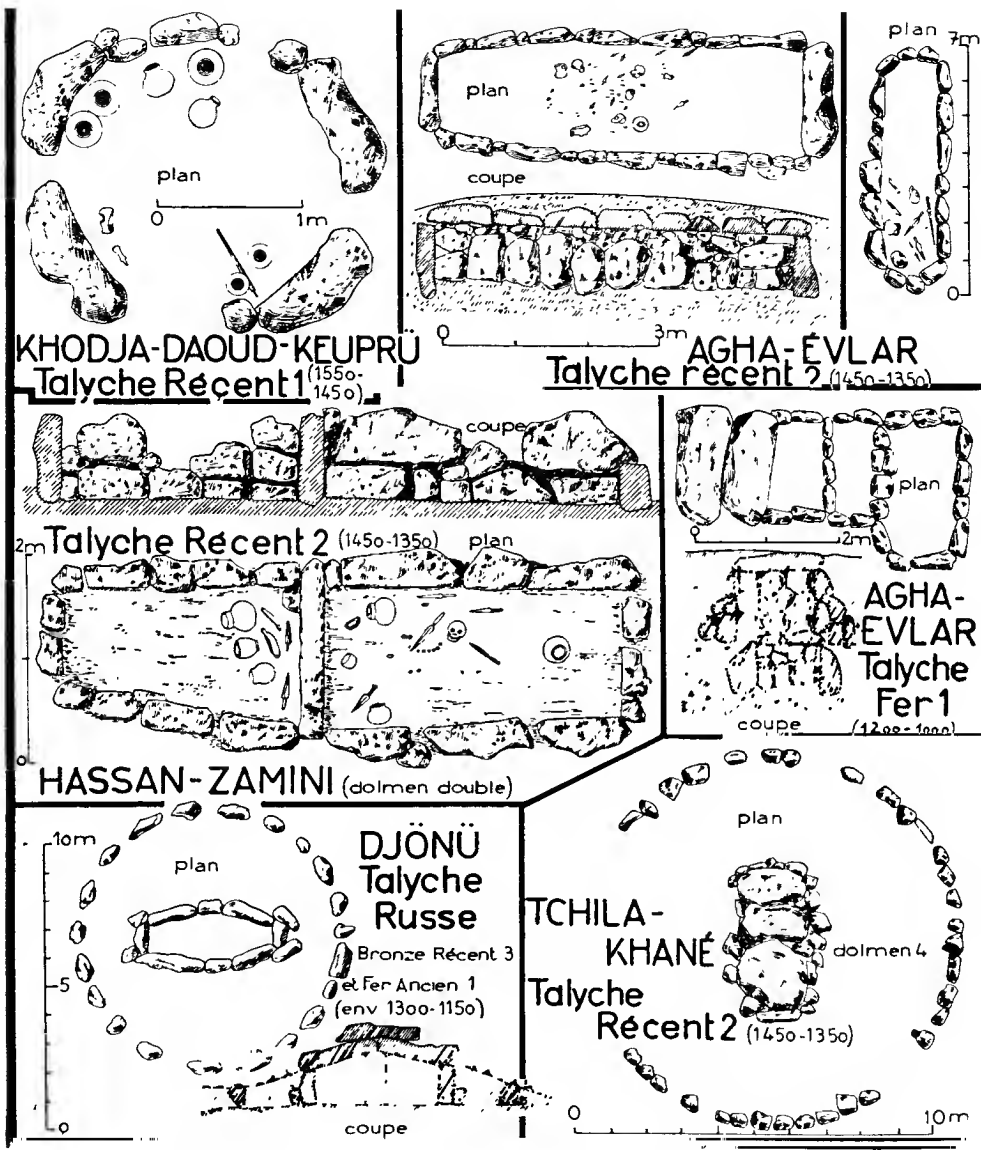 plan
0 1m
KHODJA-DAOUD-KEUPRÜ
Talyche Récent 1 (1550-
1450)
plan
coupe
0 3m
plan
7m
0
AGHA-ÉVLAR
Talyche récent 2 (1450-1350)
coupe
Talyche Récent 2 (1450-1350) plan
2m
0
HASSAN-ZAMINI (dolmen double)
plan
0 2m
AGHA-
EVLAR
Talyche
Fer 1
(1200-1000)
coupe
10m
5
0
plan
DJÖNÜ
Talyche
Russe
Bronze Récent 3
et Fer Ancien 1
(env 1300-1150)
coupe
plan
TCHILA-
KHANÉ
dolmen 4
Talyche
Récent 2 (1450-1350)
0 10m